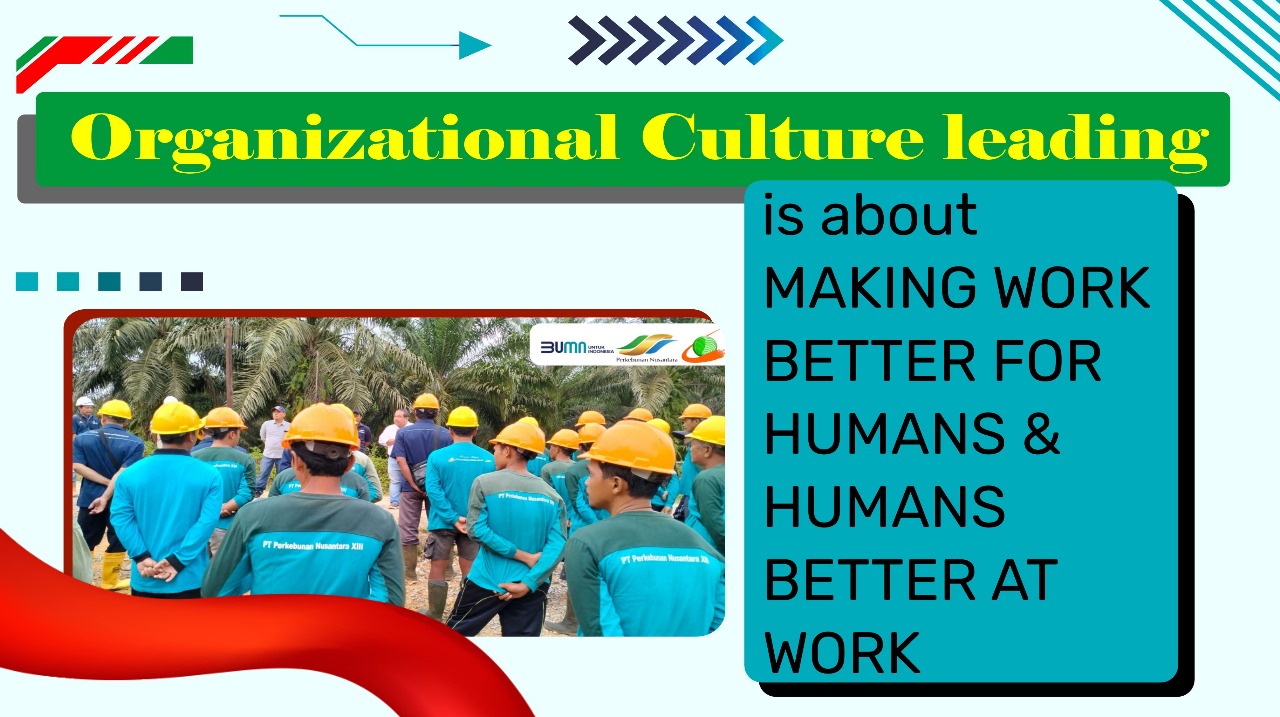 Organizational Culture leading
is about
MAKING WORK
BETTER FOR
HUMANS &
HUMANS
BETTER AT
WORK
BUMN UNTUK
INDONESIA
Perkebunan Nusantara
PT Perkebunan Nusantara XIII
PT Perkebunan Nusantara
PT Perkebunan Nusantara XIII